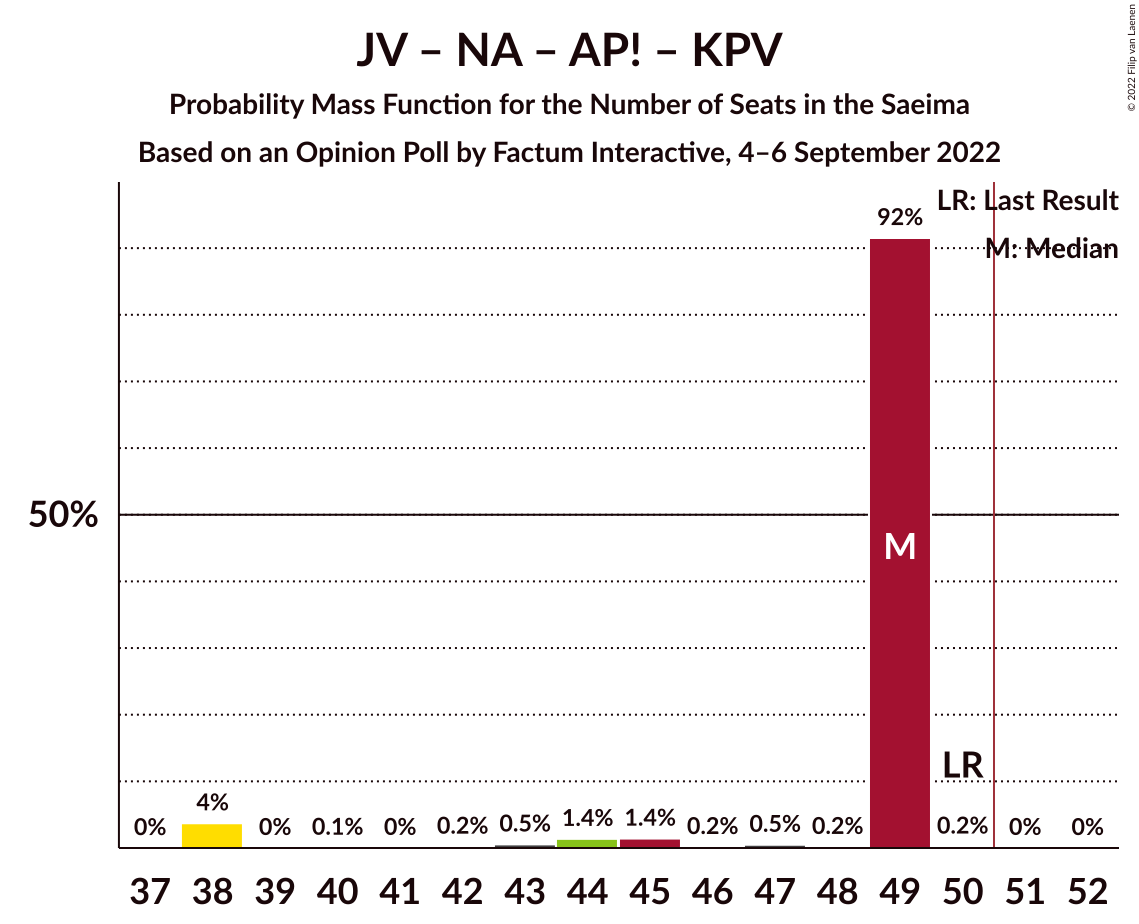 JV – NA – AP! – KPV
Probability Mass Function for the Number of Seats in the Saeima
Based on an Opinion Poll by Factum Interactive, 4–6 September 2022
© 2022 Filip van Laenen
LR: Last Result
M: Median
92%
50%
M
LR
4%
0% 0% 0.1% 0% 0.2% 0.5% 1.4% 1.4% 0.2% 0.5% 0.2% 0.2% 0% 0%
37 38 39 40 41 42 43 44 45 46 47 48 49 50 51 52